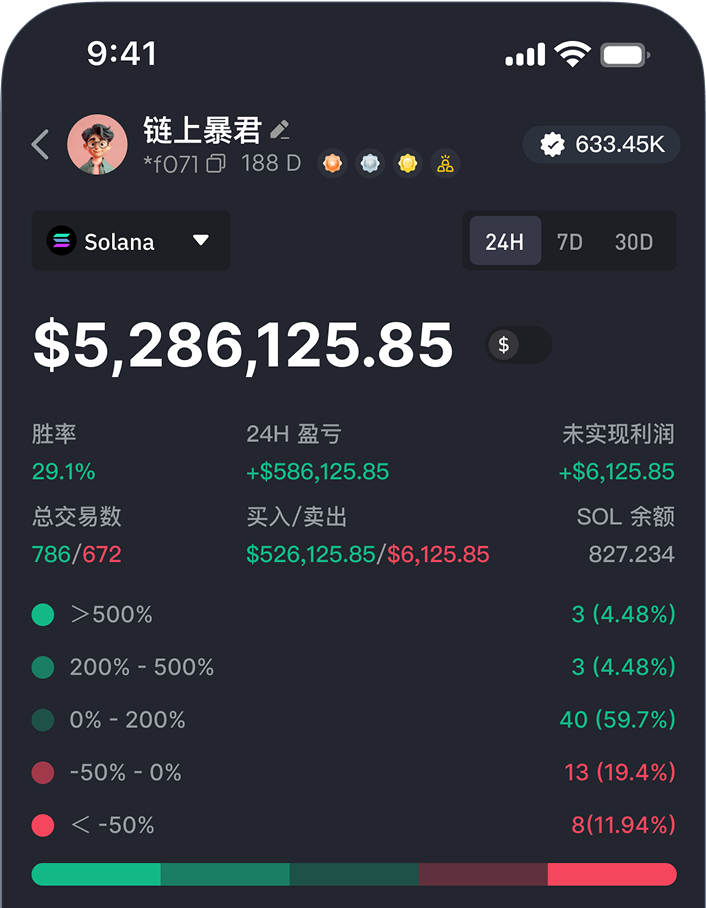 9:41
链上暴君
*f071 188 D
633.45K
Solana
24H 7D 30D
$5,286,125.85 $
胜率 24H 盈亏 未实现利润
29.1% +$586,125.85 +$6,125.85
总交易数 买入/卖出 SOL 余额
786/672 $526,125.85/$6,125.85 827.234
>500% 3 (4.48%)
200% - 500% 3 (4.48%)
0% - 200% 40 (59.7%)
-50% - 0% 13 (19.4%)
< -50% 8(11.94%)